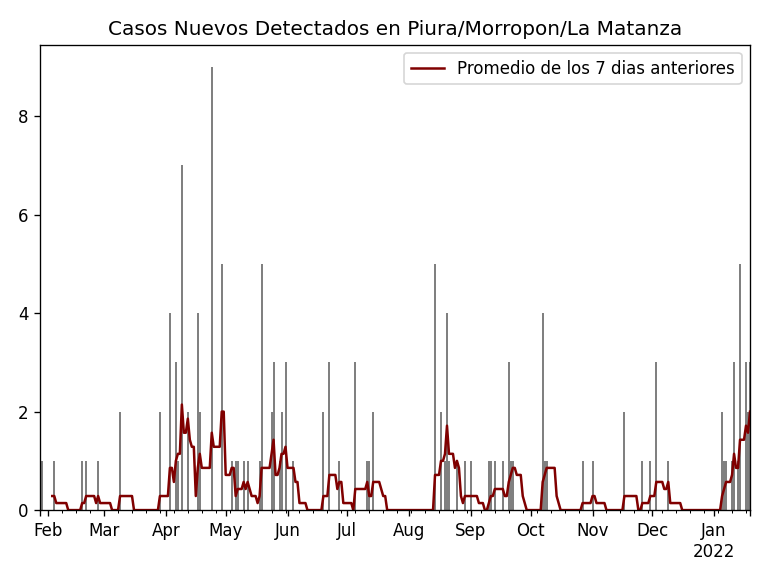 Casos Nuevos Detectados en Piura/Morropon/La Matanza
Promedio de los 7 dias anteriores
8
6
4
2
0
Feb Mar Apr May Jun Jul Aug Sep Oct Nov Dec Jan
2022